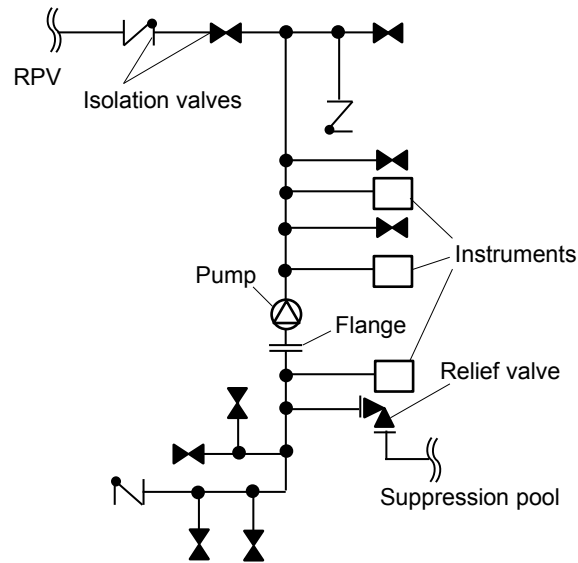 RPV
Isolation valves
Instruments
Pump
Flange
Relief valve
Suppression pool